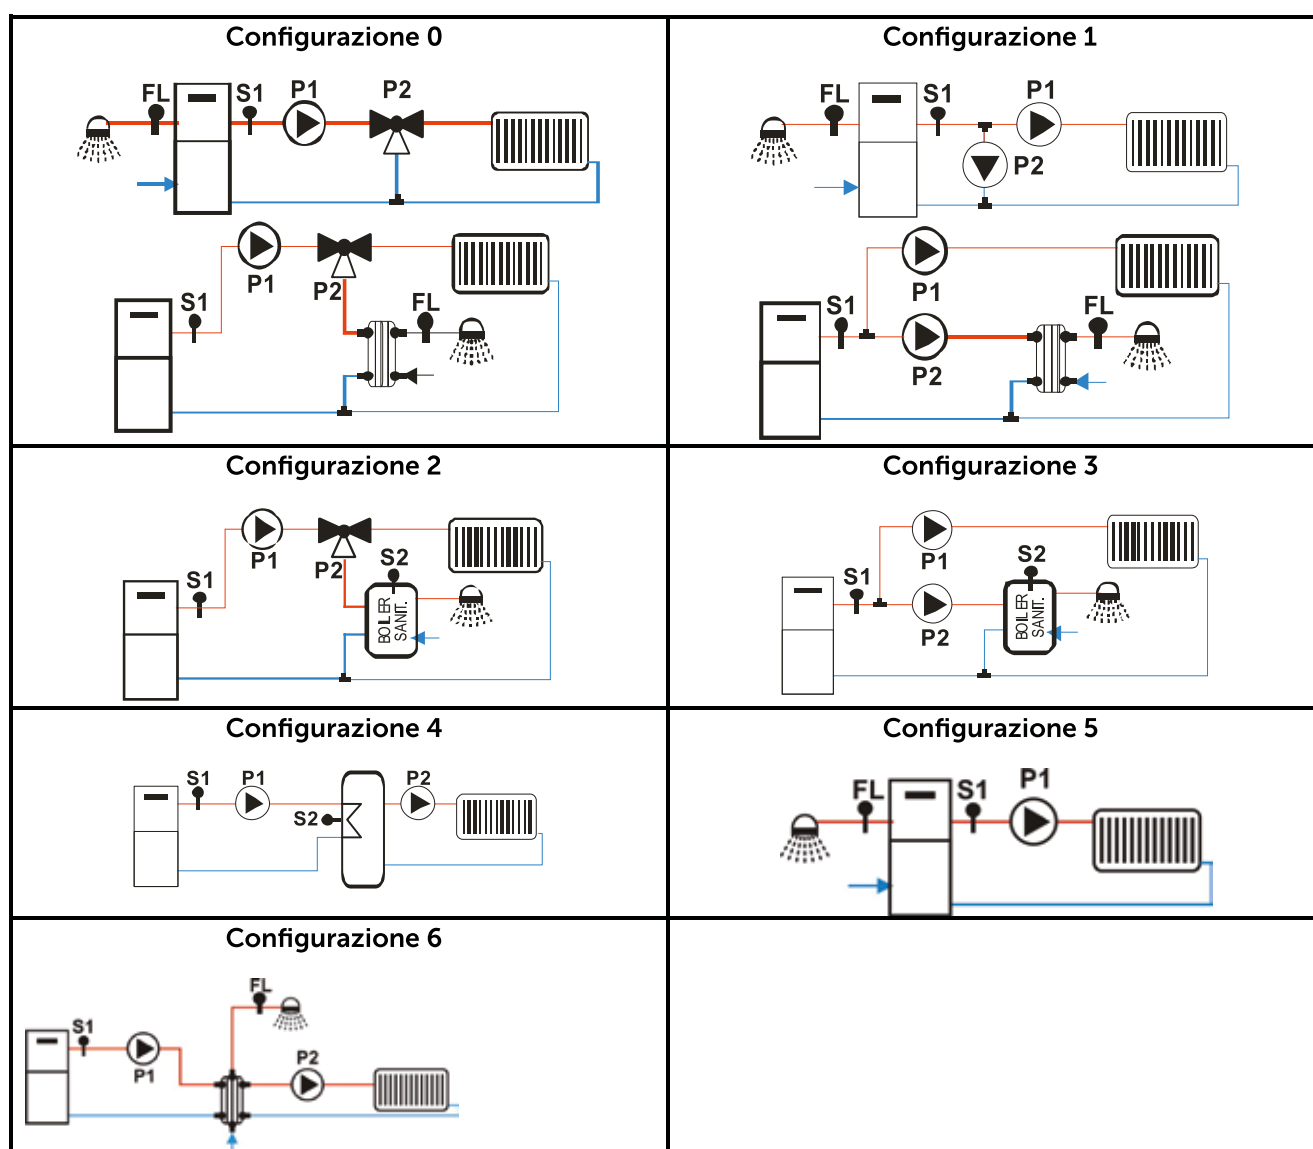 Configurazione 0
FL S1 P1 P2
P1 P2
S1 FL
Configurazione 1
FL S1 P1
P2
P1
S1 FL
P2
Configurazione 2
P1 P2 S2
S1
BOILER
SANIT.
Configurazione 3
P1 S2
S1
P2
BOILER
SANIT.
Configurazione 4
S1 P1 P2
S2
Configurazione 5
FL S1 P1
Configurazione 6
FL
S1
P1 P2